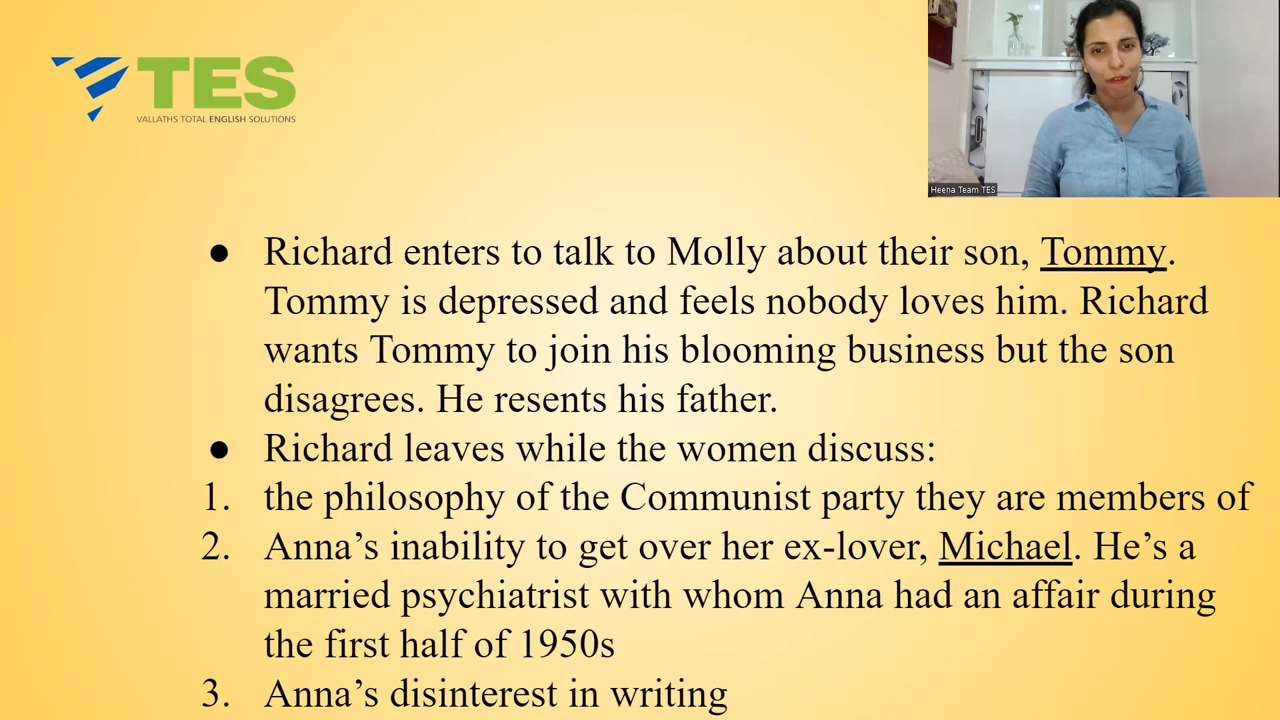 TES
VALLATHS TOTAL ENGLISH SOLUTIONS
Heena Team TES
● Richard enters to talk to Molly about their son, Tommy.
Tommy is depressed and feels nobody loves him. Richard
wants Tommy to join his blooming business but the son
disagrees. He resents his father.
● Richard leaves while the women discuss:
1. the philosophy of the Communist party they are members of
2. Anna’s inability to get over her ex-lover, Michael. He’s a
married psychiatrist with whom Anna had an affair during
the first half of 1950s
3. Anna’s disinterest in writing